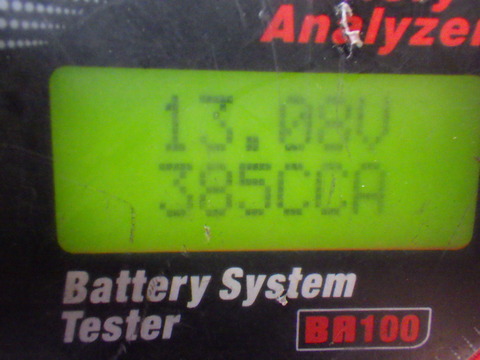 Analyzer
13.08V
385CCA
Battery System
Tester BA100